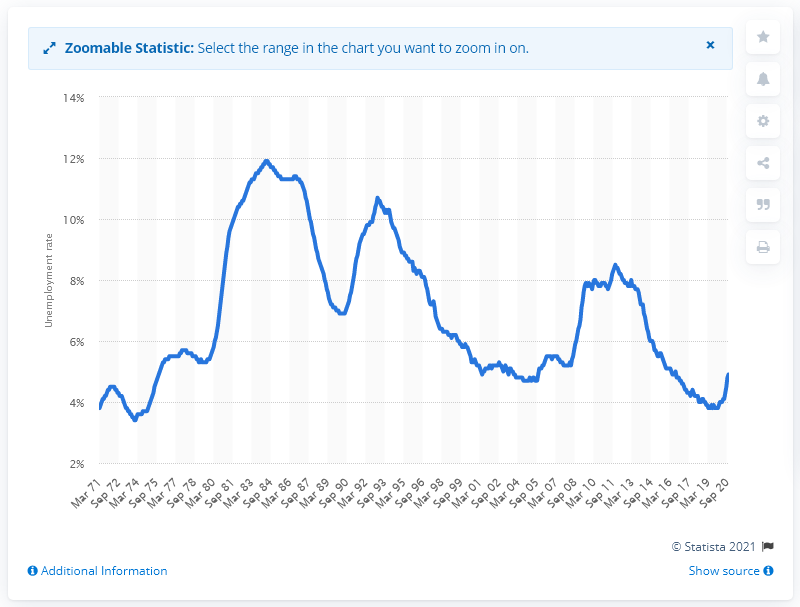 Zoomable Statistic: Select the range in the chart you want to zoom in on.
×
14%
12%
10%
8%
6%
4%
2%
Unemployment rate
Mar 71
Sep 72
Mar 74
Sep 75
Mar 77
Sep 78
Mar 80
Sep 81
Mar 83
Sep 84
Mar 86
Sep 87
Mar 89
Sep 90
Mar 92
Sep 93
Mar 95
Sep 96
Mar 98
Sep 99
Mar 01
Sep 02
Mar 04
Sep 05
Mar 07
Sep 08
Mar 10
Sep 11
Mar 13
Sep 14
Mar 16
Sep 17
Mar 19
Sep 20
© Statista 2021
Additional Information
Show source